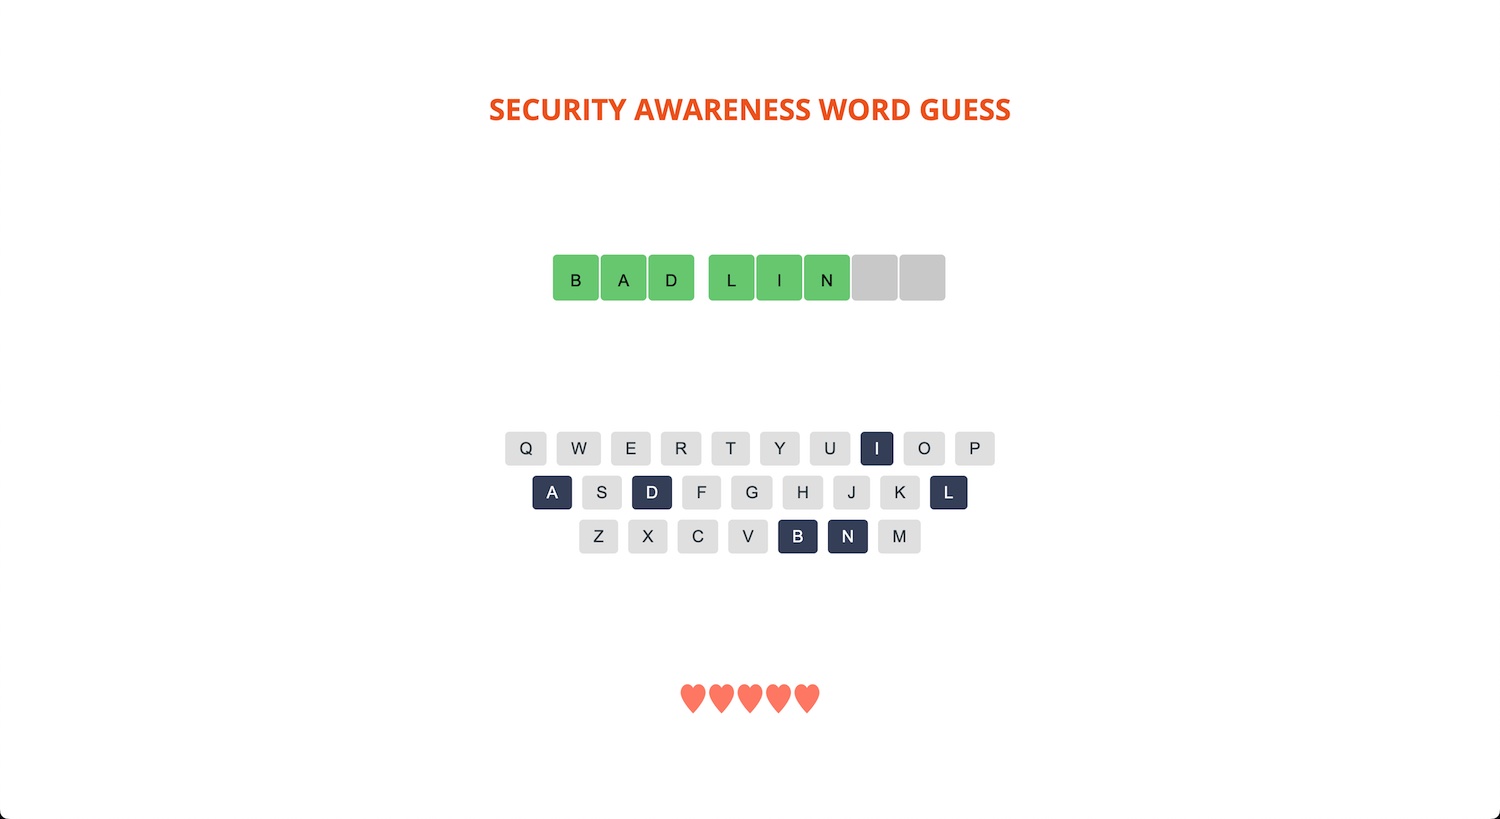 SECURITY AWARENESS WORD GUESS
B A D L I N
Q W E R T Y U I O P
A S D F G H J K L
Z X C V B N M